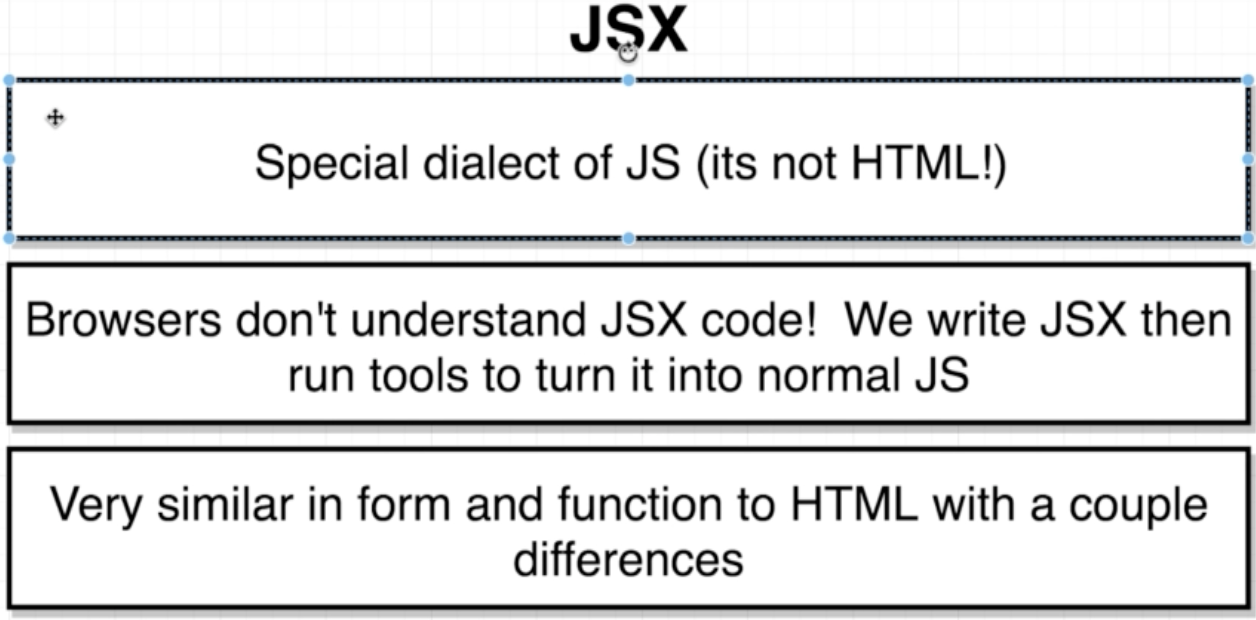 JSX
Special dialect of JS (its not HTML!)
Browsers don't understand JSX code!  We write JSX then
run tools to turn it into normal JS
Very similar in form and function to HTML with a couple
differences